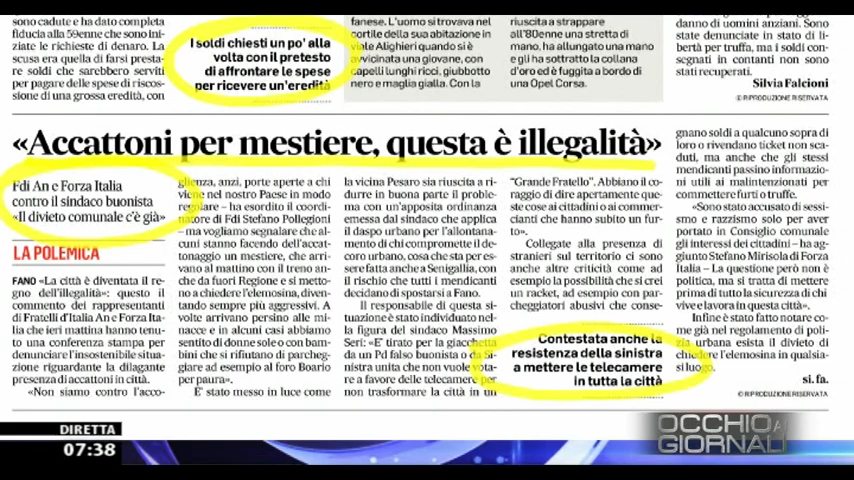 sono cadute e ha dato completa
fiducia alla 59enne che sono ini-
ziate le richieste di denaro. La
scusa era quella di farsi presta-
re soldi che sarebbero serviti
per pagare delle spese di riscos-
sione di una grossa eredità, con
I soldi chiesti un po' alla
volta con il pretesto
di affrontare le spese
per ricevere un'eredità
fanese. L'uomo si trovava nel
cortile della sua abitazione in
viale Alighieri quando si è
avvicinata una giovane, con
capelli lunghi ricci, giubbotto
nero e maglia gialla. Con la
riuscita a strappare
all'80enne una stretta di
mano, ha allungato una mano
e gli ha sottratto la collana
d'oro ed è fuggita a bordo di
una Opel Corsa.
danno di uomini anziani. Sono
state denunciate in stato di li-
bertà per truffa, ma i soldi con-
segnati in contanti non sono
stati recuperati.
Silvia Falcioni
© RIPRODUZIONE RISERVATA
«Accattoni per mestiere, questa è illegalità»
Fdi An e Forza Italia
contro il sindaco buonista
«Il divieto comunale c'è già»
LA POLEMICA
FANO «La città è diventata il re-
gno dell'illegalità»: questo il
commento dei rappresentanti
di Fratelli d'Italia An e Forza Ita-
lia che ieri mattina hanno tenu-
to una conferenza stampa per
denunciare l'insostenibile situa-
zione riguardante la dilagante
presenza di accattoni in città.
«Non siamo contro l'acco-
glienza, anzi, porte aperte a chi
viene nel nostro Paese in modo
regolare – ha esordito il coordi-
natore di Fdi Stefano Pollegioni
– ma vogliamo segnalare che al-
cuni stanno facendo dell'accat-
tonaggio un mestiere, che arri-
vano al mattino con il treno an-
che da fuori Regione e si metto-
no a chiedere l'elemosina, diven-
tando sempre più aggressivi. A
volte arrivano persino alle mi-
nacce e in alcuni casi abbiamo
sentito di donne sole o con bam-
bini che si rifiutano di parcheg-
giare ad esempio al foro Boario
per paura».
E' stato messo in luce come
la vicina Pesaro sia riuscita a ri-
durre in buona parte il problema
con un'apposita ordinanza
emessa dal sindaco che applica
il daspo urbano per l'allontana-
mento di chi compromette il de-
coro urbano, cosa che sta per es-
sere fatta anche a Senigallia, con
il rischio che tutti i mendicanti
decidano di spostarsi a Fano.
Il responsabile di questa si-
tuazione è stato individuato nel-
la figura del sindaco Massimo
Seri: «E' tirato per la giacchetta
da un Pd falso buonista o da Si-
nistra unita che non vuole vota-
re a favore delle telecamere per
non trasformare la città in un
“Grande Fratello”. Abbiamo il co-
raggio di dire apertamente que-
ste cose ai cittadini o ai commer-
cianti che hanno subito un fur-
to».
Collegate alla presenza di
stranieri sul territorio ci sono
anche altre criticità come ad
esempio la possibilità che si crei
un racket, ad esempio con par-
cheggiatori abusivi che conse-
Contestata anche la
resistenza della sinistra
a mettere le telecamere
in tutta la città
gnano soldi a qualcuno sopra di
loro o rivendano ticket non sca-
duti, ma anche che gli stessi
mendicanti passino informazio-
ni utili ai malintenzionati per
commettere furti o truffe.
«Sono stato accusato di sessi-
smo e razzismo solo per aver
portato in Consiglio comunale
gli interessi dei cittadini – ha ag-
giunto Stefano Mirisola di Forza
Italia – La questione però non è
politica, ma si tratta di mettere
prima di tutto la sicurezza di chi
vive e lavora in questa città».
Infine è stato fatto notare co-
me già nel regolamento di poli-
zia urbana esista il divieto di
chiedere l'elemosina in qualsia-
si luogo.
si. fa.
© RIPRODUZIONE RISERVATA
DIRETTA
07:38
OCCHIO AI
GIORNALI